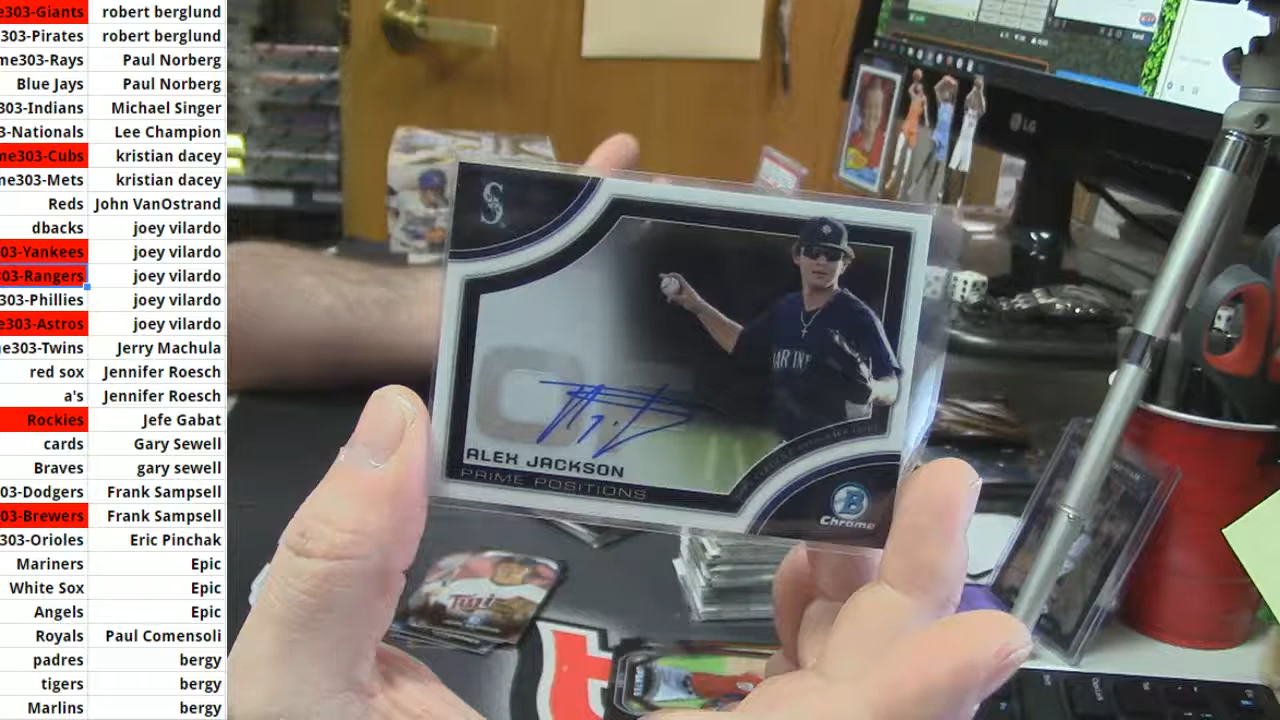 e303-Giants robert berglund
303-Pirates robert berglund
me303-Rays Paul Norberg
Blue Jays Paul Norberg
303-Indians Michael Singer
3-Nationals Lee Champion
me303-Cubs kristian dacey
me303-Mets kristian dacey
Reds John VanOstrand
dbacks joey vilardo
03-Yankees joey vilardo
03-Rangers joey vilardo
303-Phillies joey vilardo
e303-Astros joey vilardo
e303-Twins Jerry Machula
red sox Jennifer Roesch
a's Jennifer Roesch
Rockies Jefe Gabat
cards Gary Sewell
Braves gary sewell
03-Dodgers Frank Sampsell
03-Brewers Frank Sampsell
303-Orioles Eric Pinchak
Mariners Epic
White Sox Epic
Angels Epic
Royals Paul Comensoli
padres bergy
tigers bergy
Marlins bergy
LG
S
MARINE
ALEX JACKSON
PRIME POSITIONS
B
Chrome